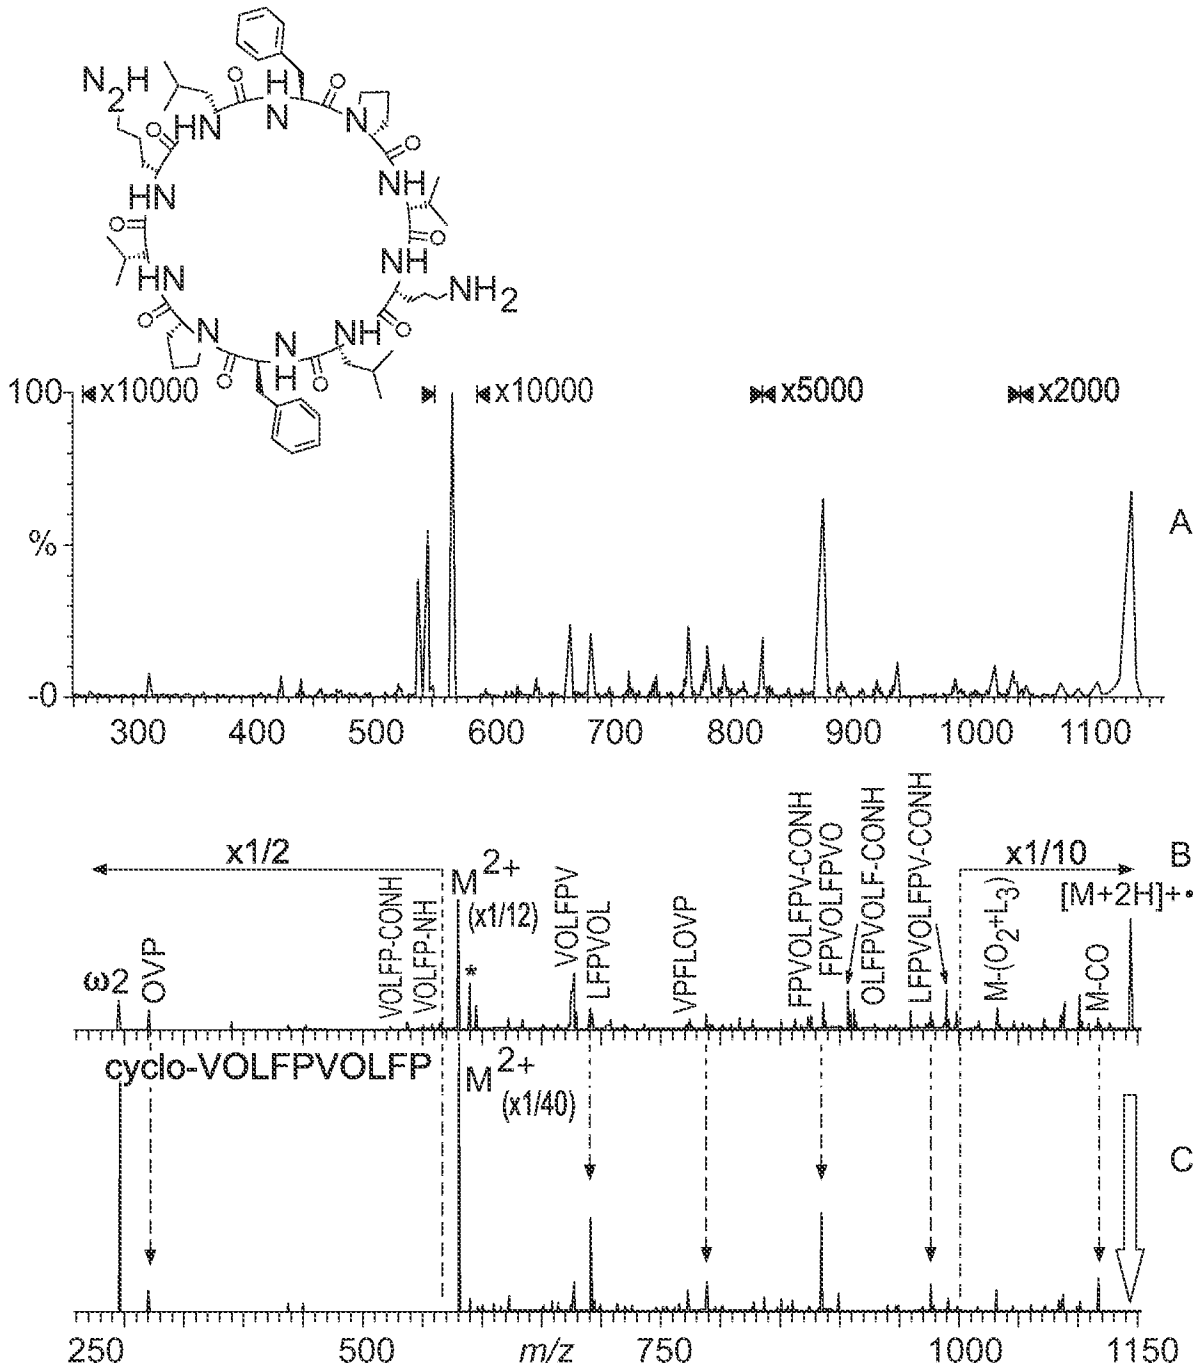 H
N
N
2
H
O
O
HN
N
O
N
O
HN
NH
O
O
HN
NH
NH
2
O
N
NH
O
N
H
O
O
O
100
x10000
x10000
x5000
x2000
%
A
-0
300 400 500 600 700 800 900 1000 1100
x1/2
x1/10
B
ω2
OVP
VOLFP-CONH
VOLFP-NH
M2+
(x1/12)
*
VOLFPV
LFPVOL
VPFLOVP
FPVOLFPV-CONH
FPVOLFPVO
OLFPVOLF-CONH
LFPVOLFPV-CONH
M-(O2+L3)
M-CO
[M+2H]+•
cyclo-VOLFPVOLFP
M2+
(x1/40)
C
250 500 m/z 750 1000 1150